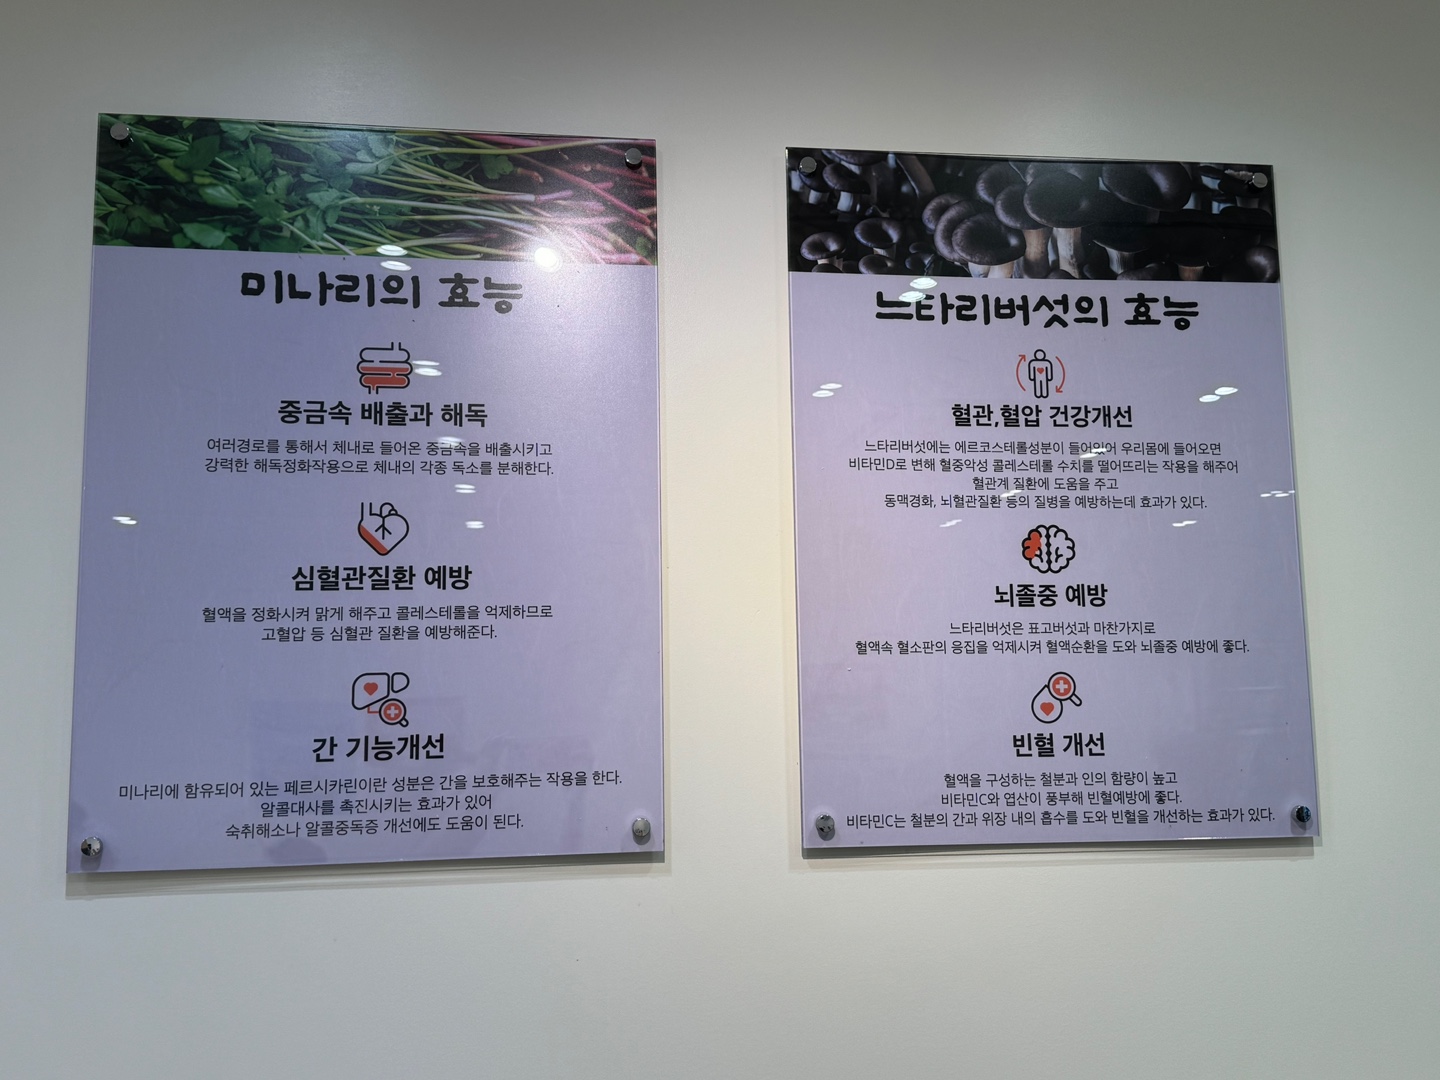 미나리의 효능
중금속 배출과 해독
여러경로를 통해서 체내로 들어온 중금속을 배출시키고
강력한 해독정화작용으로 체내의 각종 독소를 분해한다.
심혈관질환 예방
혈액을 정화시켜 맑게 해주고 콜레스테롤을 억제하므로
고혈압 등 심혈관 질환을 예방해준다.
간 기능개선
미나리에 함유되어 있는 페르시카린이란 성분은 간을 보호해주는 작용을 한다.
알콜대사를 촉진시키는 효과가 있어
숙취해소나 알콜중독증 개선에도 도움이 된다.
느타리버섯의 효능
혈관,혈압 건강개선
느타리버섯에는 에르코스테롤성분이 들어있어 우리몸에 들어오면
비타민D로 변해 혈중악성 콜레스테롤 수치를 떨어뜨리는 작용을 해주어
혈관계 질환에 도움을 주고
동맥경화, 뇌혈관질환 등의 질병을 예방하는데 효과가 있다.
뇌졸중 예방
느타리버섯은 표고버섯과 마찬가지로
혈액속 혈소판의 응집을 억제시켜 혈액순환을 도와 뇌졸중 예방에 좋다.
빈혈 개선
혈액을 구성하는 철분과 인의 함량이 높고
비타민C와 엽산이 풍부해 빈혈예방에 좋다.
비타민C는 철분의 간과 위장 내의 흡수를 도와 빈혈을 개선하는 효과가 있다.